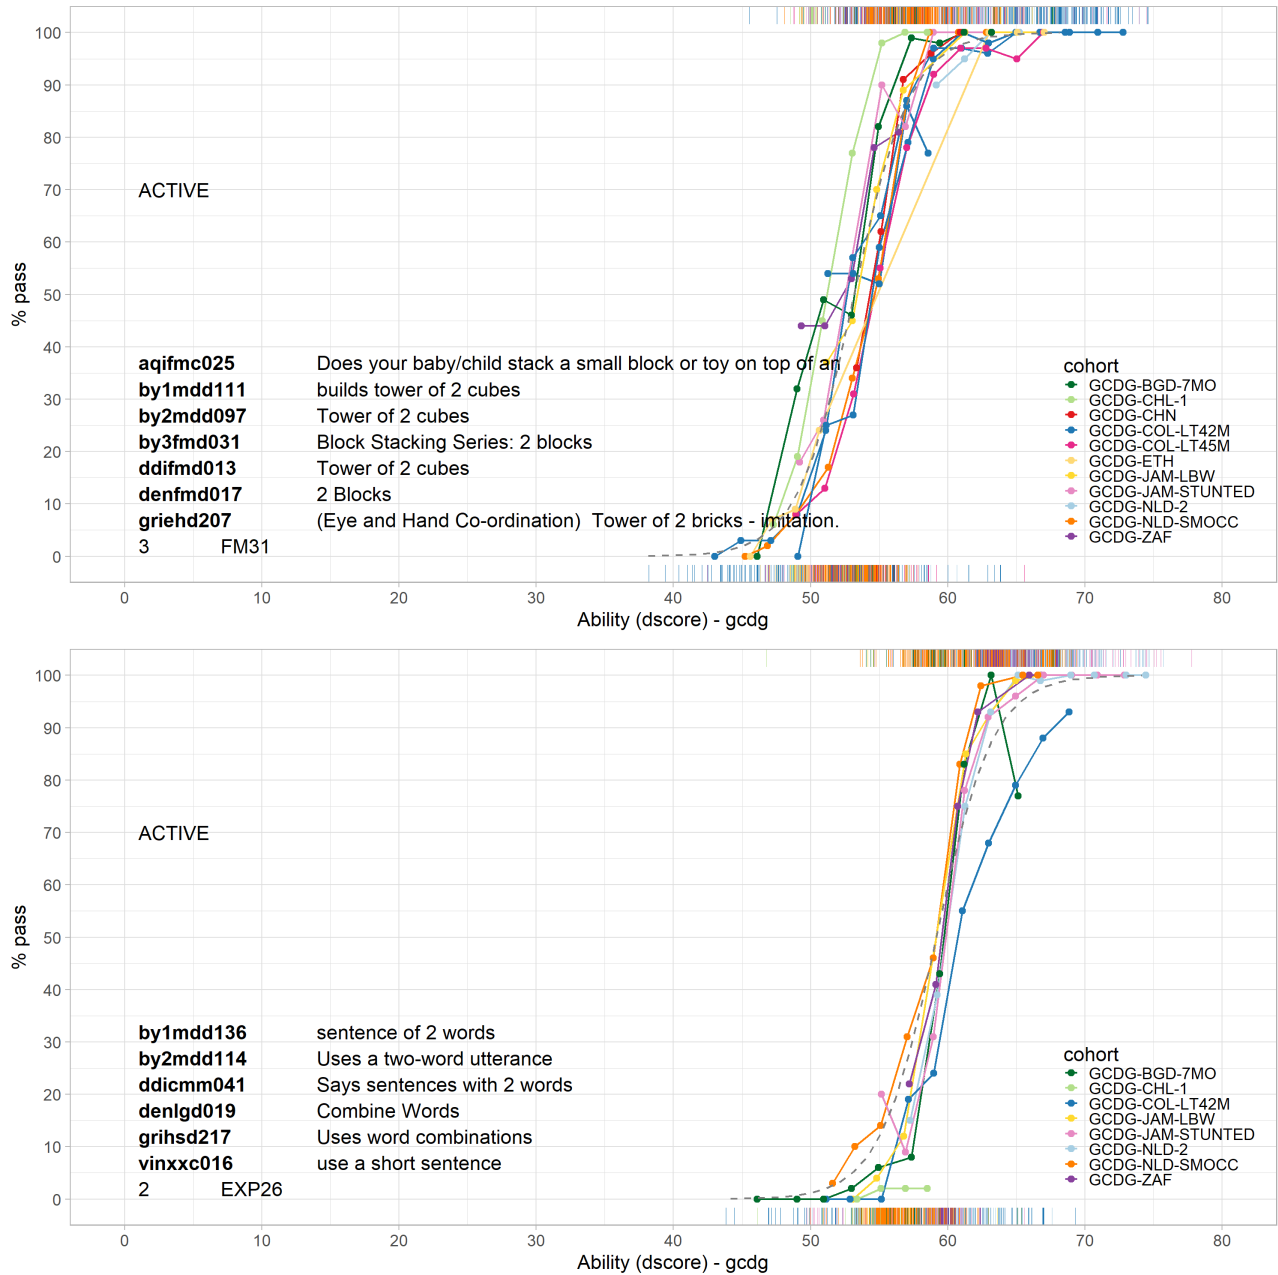 100
90
80
70
60
50
40
30
20
10
0
% pass
ACTIVE
aqifmc025 Does your baby/child stack a small block or toy on top of an
by1mdd111 builds tower of 2 cubes
by2mdd097 Tower of 2 cubes
by3fmd031 Block Stacking Series: 2 blocks
ddifmd013 Tower of 2 cubes
denfmd017 2 Blocks
griehd207 (Eye and Hand Co-ordination)  Tower of 2 bricks - imitation.
3 FM31
cohort
GCDG-BGD-7MO
GCDG-CHL-1
GCDG-CHN
GCDG-COL-LT42M
GCDG-COL-LT45M
GCDG-ETH
GCDG-JAM-LBW
GCDG-JAM-STUNTED
GCDG-NLD-2
GCDG-NLD-SMOCC
GCDG-ZAF
0 10 20 30 40 50 60 70 80
Ability (dscore) - gcdg
100
90
80
70
60
50
40
30
20
10
0
% pass
ACTIVE
by1mdd136 sentence of 2 words
by2mdd114 Uses a two-word utterance
ddicmm041 Says sentences with 2 words
denlgd019 Combine Words
grihsd217 Uses word combinations
vinxxc016 use a short sentence
2 EXP26
cohort
GCDG-BGD-7MO
GCDG-CHL-1
GCDG-COL-LT42M
GCDG-JAM-LBW
GCDG-JAM-STUNTED
GCDG-NLD-2
GCDG-NLD-SMOCC
GCDG-ZAF
0 10 20 30 40 50 60 70 80
Ability (dscore) - gcdg